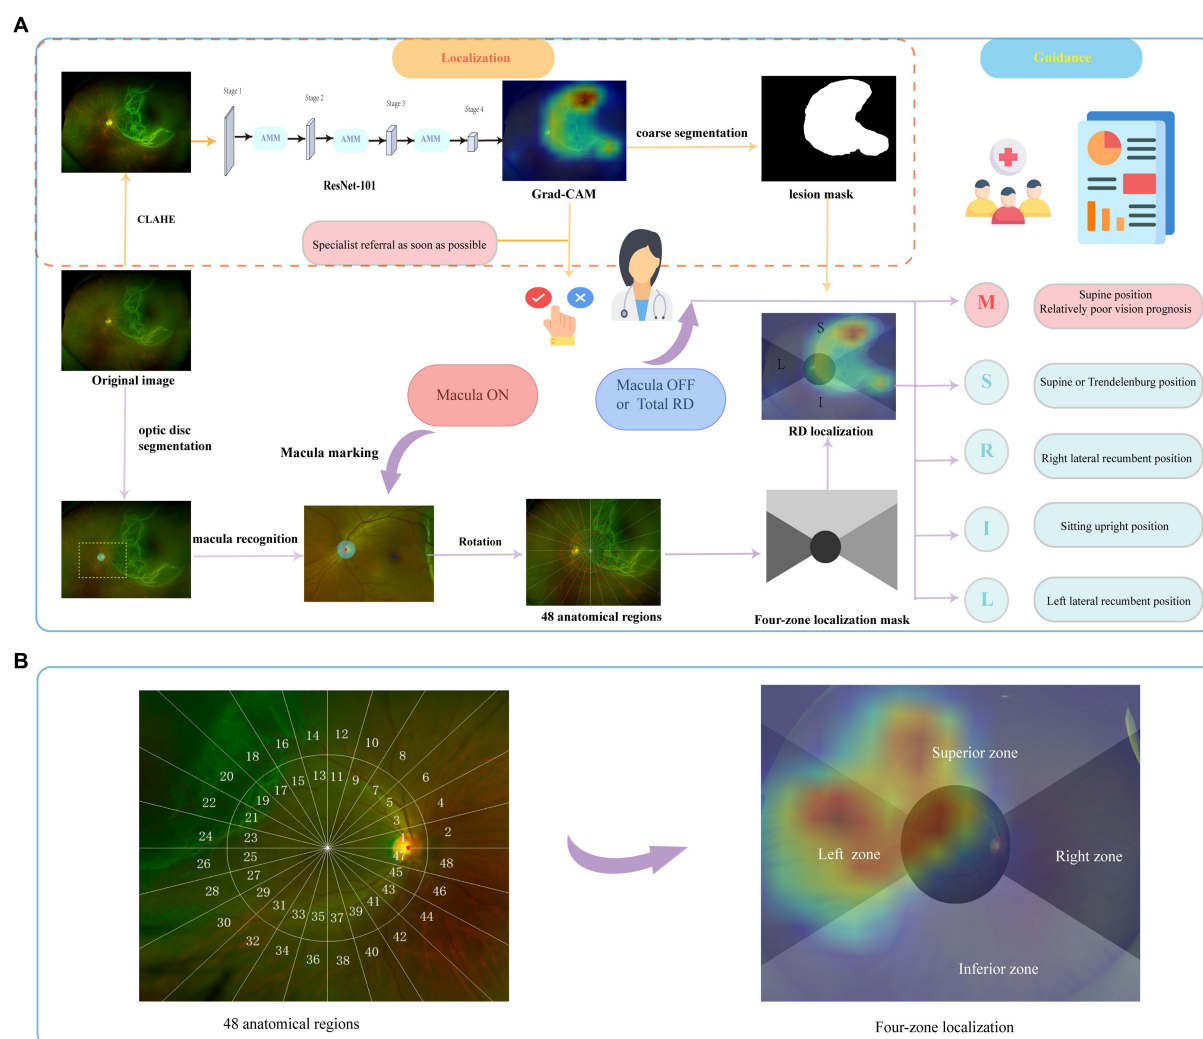 A
Localization
Guidance
Stage 1
Stage 2
Stage 3
Stage 4
AMM
AMM
AMM
ResNet-101
Grad-CAM
coarse segmentation
lesion mask
CLAHE
Specialist referral as soon as possible
Original image
optic disc
segmentation
Macula ON
Macula OFF
or Total RD
Macula marking
macula recognition
Rotation
48 anatomical regions
S
L
I
RD localization
Four-zone localization mask
M
Supine position
Relatively poor vision prognosis
S
Supine or Trendelenburg position
R
Right lateral recumbent position
I
Sitting upright position
L
Left lateral recumbent position
B
14
12
10
16
8
18
6
20
4
22
2
24
48
26
46
28
44
30
42
32
40
34
36
38
13
11
15
9
17
7
19
5
21
3
23
1
25
47
27
45
29
43
31
41
33
39
35
37
48 anatomical regions
Superior zone
Left zone
Right zone
Inferior zone
Four-zone localization